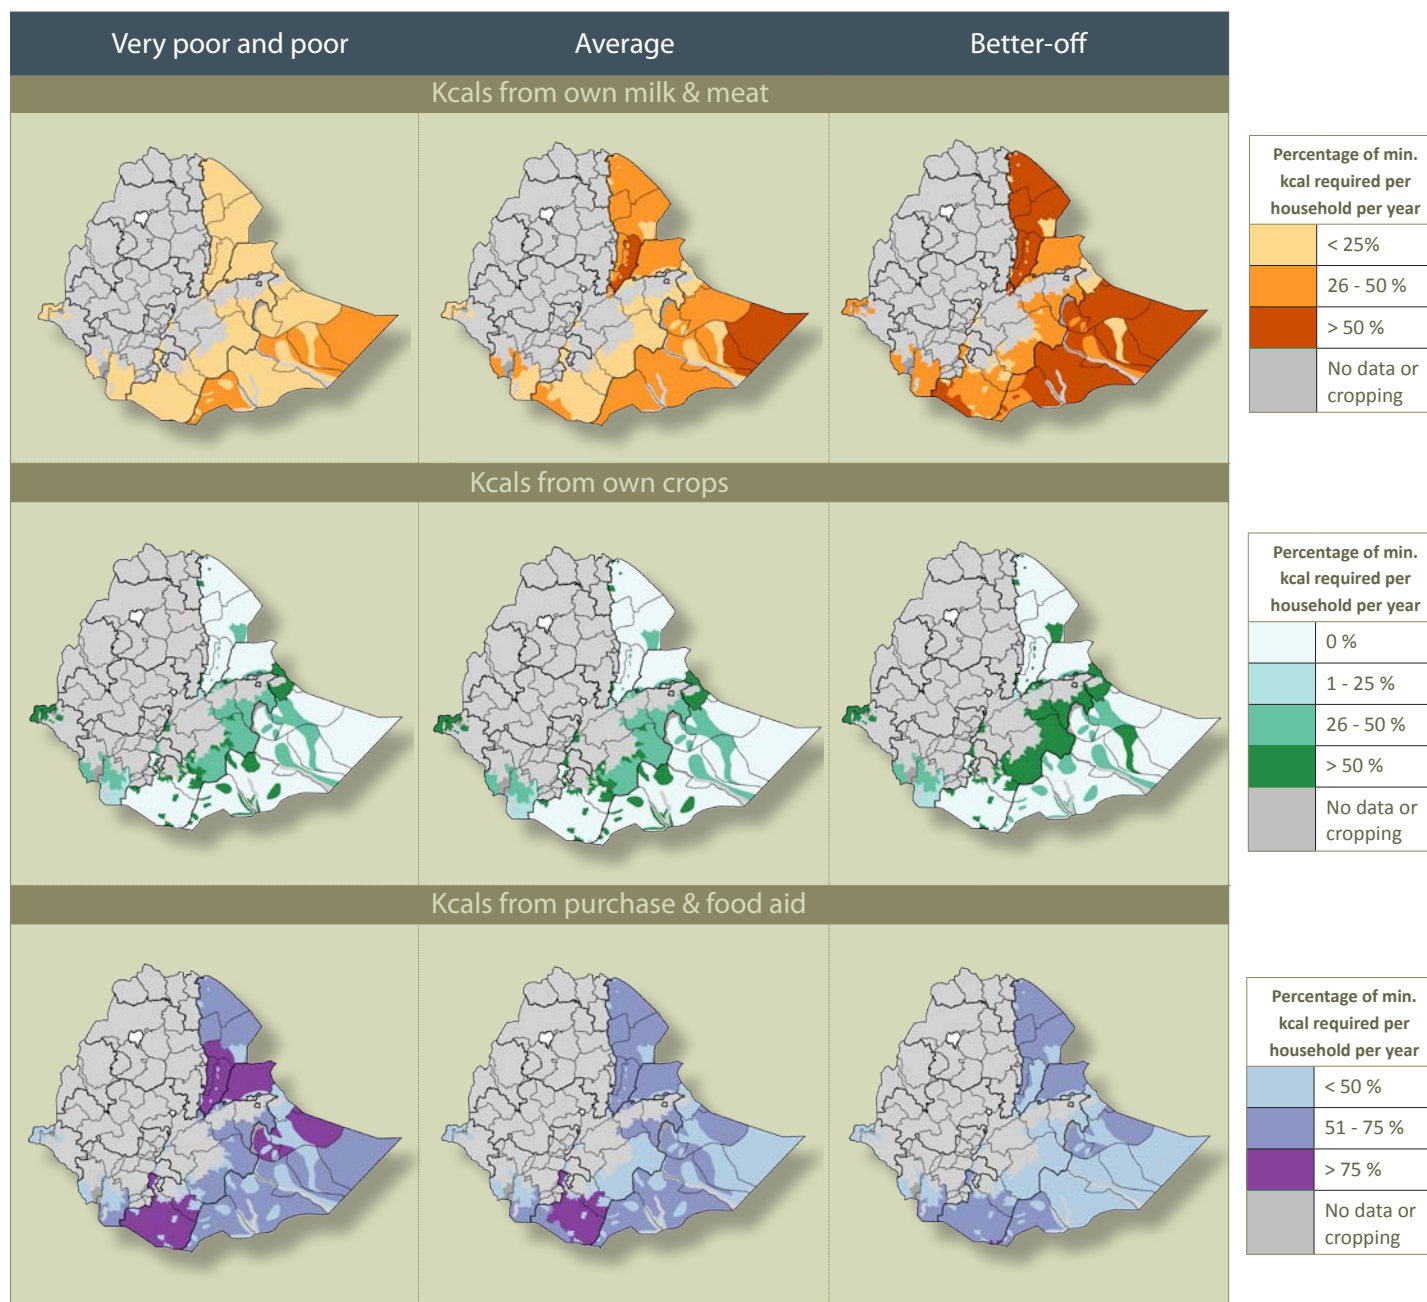 Very poor and poor
Average
Better-off
Kcals from own milk & meat
Percentage of min.
kcal required per
household per year
< 25%
26 - 50 %
> 50 %
No data or
cropping
Kcals from own crops
Percentage of min.
kcal required per
household per year
0 %
1 - 25 %
26 - 50 %
> 50 %
No data or
cropping
Kcals from purchase & food aid
Percentage of min.
kcal required per
household per year
< 50 %
51 - 75 %
> 75 %
No data or
cropping